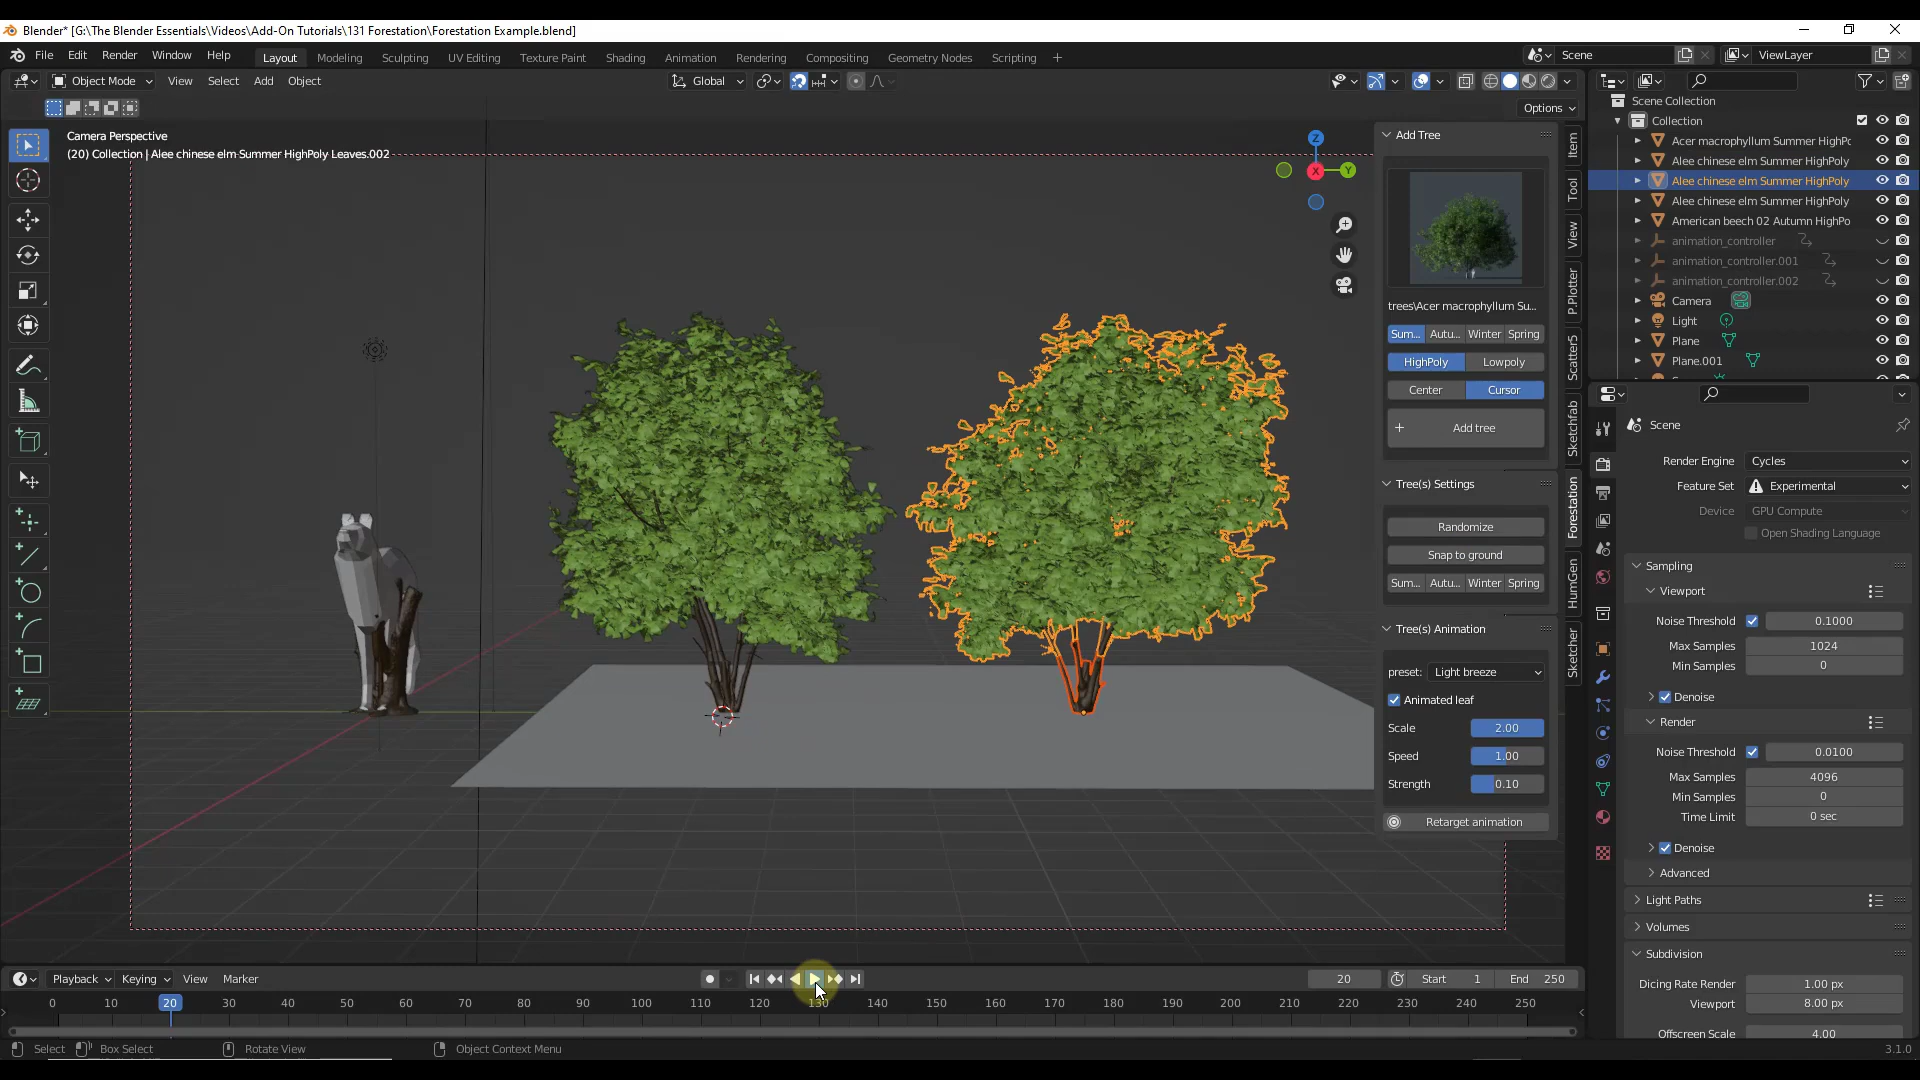 Blender* [G:\The Blender Essentials\Videos\Add-On Tutorials\131 Forestation\Forestation Example.blend]
File Edit Render Window Help Layout Modeling Sculpting UV Editing Texture Paint Shading Animation Rendering Compositing Geometry Nodes Scripting + Scene ViewLayer
Object Mode View Select Add Object Global
Options
Camera Perspective
(20) Collection | Alee chinese elm Summer HighPoly Leaves.002
Z
Y
X
Add Tree
trees\Acer macrophyllum Su...
Sum... Autu... Winter Spring
HighPoly Lowpoly
Center Cursor
+ Add tree
Tree(s) Settings
Randomize
Snap to ground
Sum... Autu... Winter Spring
Tree(s) Animation
preset: Light breeze
Animated leaf
Scale 2.00
Speed 1.00
Strength 0.10
Retarget animation
Item
Tool
View
P.Plotter
Scatter5
Sketchfab
Forestation
HumGen
Sketcher
Scene Collection
Collection
Acer macrophyllum Summer HighPo
Alee chinese elm Summer HighPoly
Alee chinese elm Summer HighPoly
Alee chinese elm Summer HighPoly
American beech 02 Autumn HighPo
animation_controller
animation_controller.001
animation_controller.002
Camera
Light
Plane
Plane.001
Scene
Render Engine Cycles
Feature Set Experimental
Device GPU Compute
Open Shading Language
Sampling
Viewport
Noise Threshold 0.1000
Max Samples 1024
Min Samples 0
Denoise
Render
Noise Threshold 0.0100
Max Samples 4096
Min Samples 0
Time Limit 0 sec
Denoise
Advanced
Light Paths
Volumes
Subdivision
Dicing Rate Render 1.00 px
Viewport 8.00 px
Offscreen Scale 4.00
Playback Keying View Marker 20 Start 1 End 250
0 10 20 30 40 50 60 70 80 90 100 110 120 130 140 150 160 170 180 190 200 210 220 230 240 250
Select Box Select Rotate View Object Context Menu 3.1.0